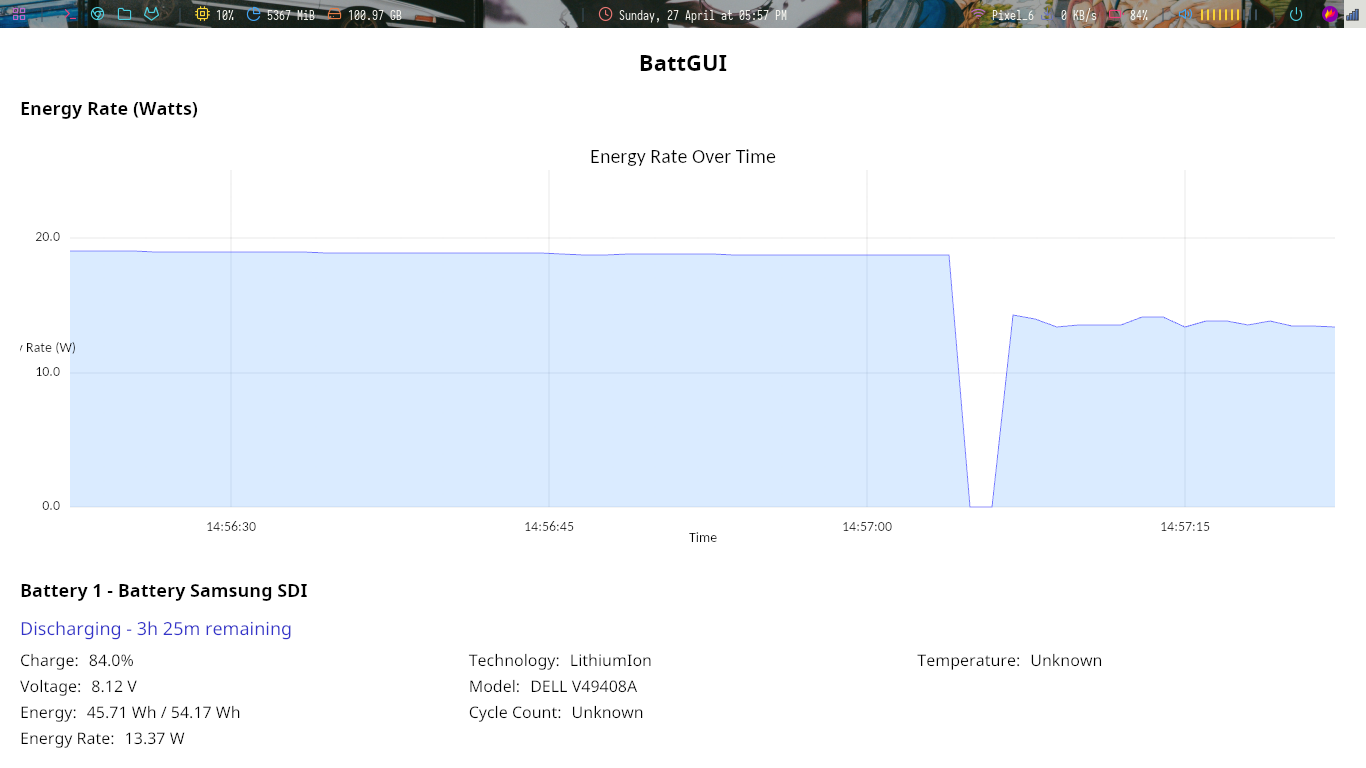 10% 5367 MiB 100.97 GB Sunday, 27 April at 05:57 PM Pixel_6 0 KB/s 84%
BattGUI
Energy Rate (Watts)
Energy Rate Over Time
20.0
Rate (W)
10.0
0.0
14:56:30 14:56:45 14:57:00 14:57:15
Time
Battery 1 - Battery Samsung SDI
Discharging - 3h 25m remaining
Charge: 84.0% Technology: LithiumIon Temperature: Unknown
Voltage: 8.12 V Model: DELL V49408A
Energy: 45.71 Wh / 54.17 Wh Cycle Count: Unknown
Energy Rate: 13.37 W